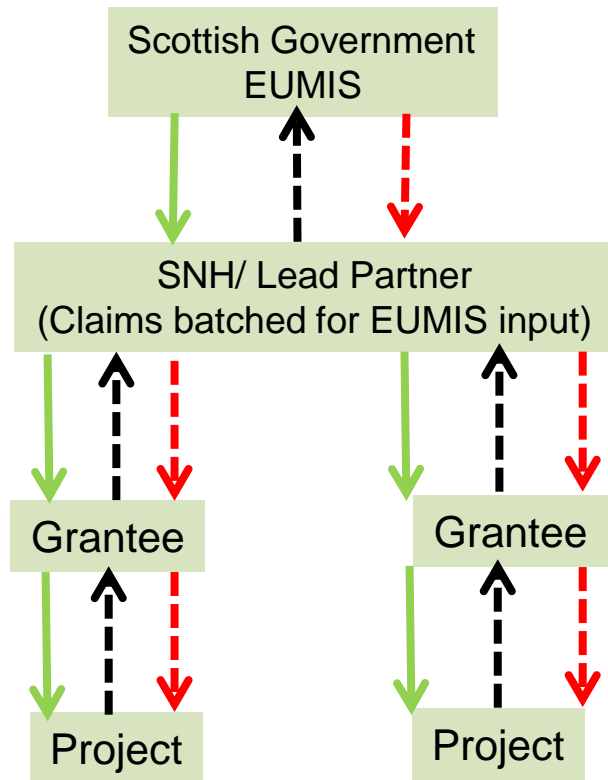 Scottish Government
EUMIS
SNH/ Lead Partner
(Claims batched for EUMIS input)
Grantee
Grantee
Project
Project